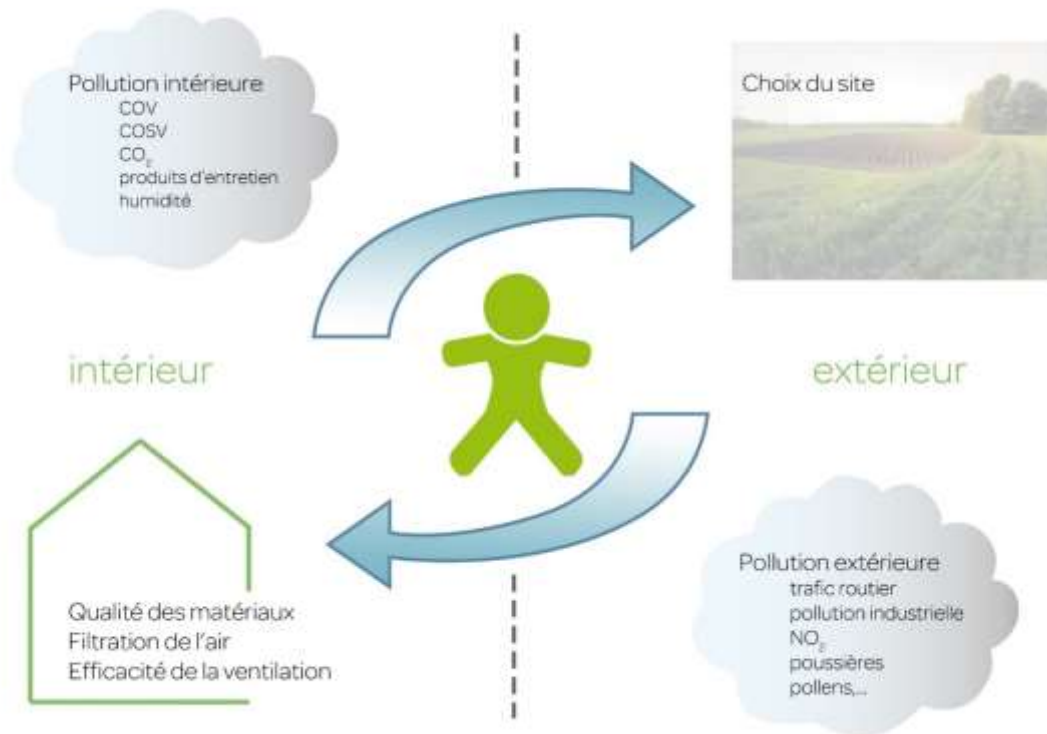 Pollution intérieure
COV
COSV
CO₂
produits d'entretien
humidité
Choix du site
intérieur
extérieur
Qualité des matériaux
Filtration de l'air
Efficacité de la ventilation
Pollution extérieure
trafic routier
pollution industrielle
NO₂
poussières
pollens,...